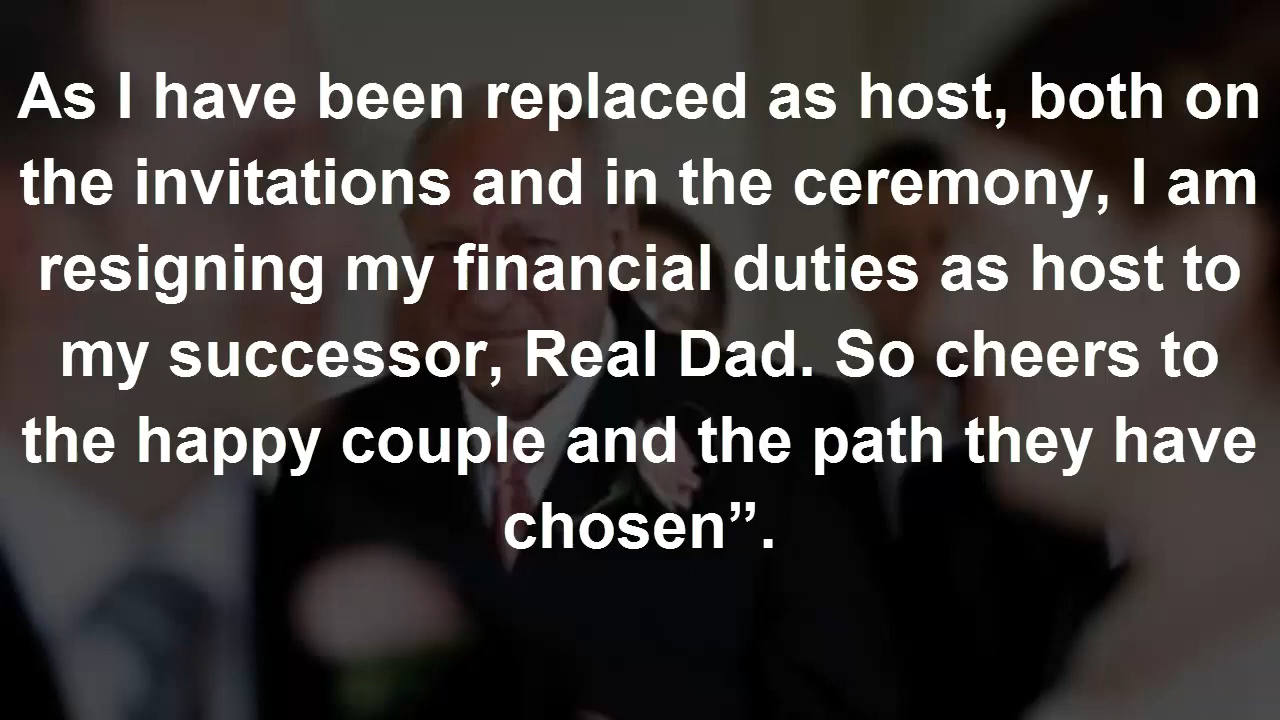 As I have been replaced as host, both on
the invitations and in the ceremony, I am
resigning my financial duties as host to
my successor, Real Dad. So cheers to
the happy couple and the path they have
chosen”.